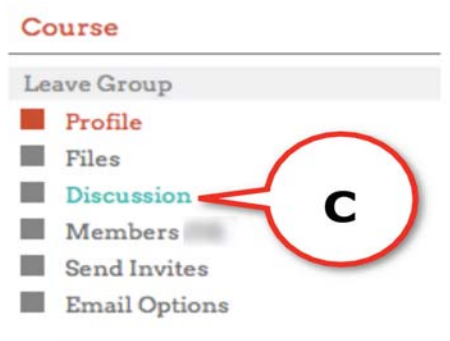 Course
Leave Group
Profile
Files
Discussion
C
Members
Send Invites
Email Options